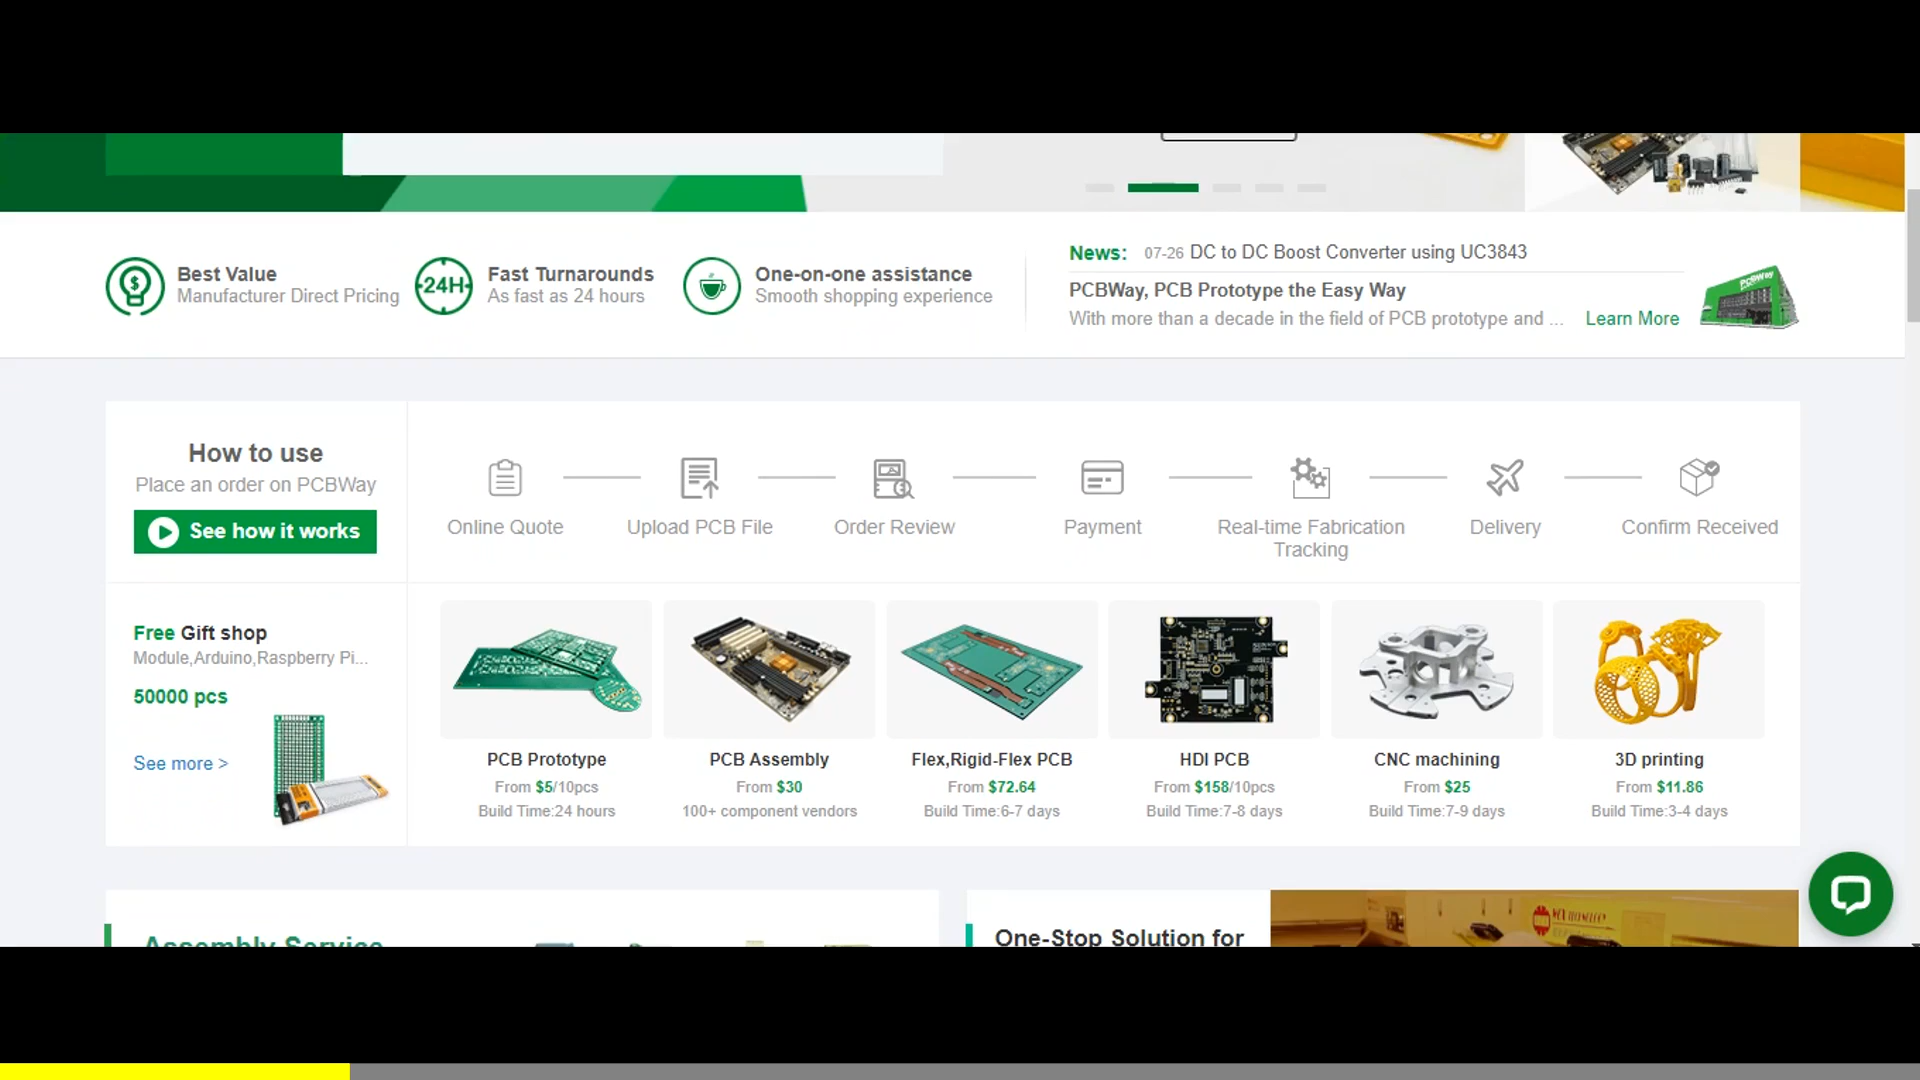 Best Value
Manufacturer Direct Pricing
24H
Fast Turnarounds
As fast as 24 hours
One-on-one assistance
Smooth shopping experience
News: 07-26 DC to DC Boost Converter using UC3843
PCBWay, PCB Prototype the Easy Way
With more than a decade in the field of PCB prototype and ... Learn More
PCBWay
How to use
Place an order on PCBWay
See how it works
Online Quote
Upload PCB File
Order Review
Payment
Real-time Fabrication
Tracking
Delivery
Confirm Received
Free Gift shop
Module,Arduino,Raspberry Pi...
50000 pcs
See more >
PCB Prototype
From $5/10pcs
Build Time:24 hours
PCB Assembly
From $30
100+ component vendors
Flex,Rigid-Flex PCB
From $72.64
Build Time:6-7 days
HDI PCB
From $158/10pcs
Build Time:7-8 days
CNC machining
From $25
Build Time:7-9 days
3D printing
From $11.86
Build Time:3-4 days
Assembly Service
One-Stop Solution for